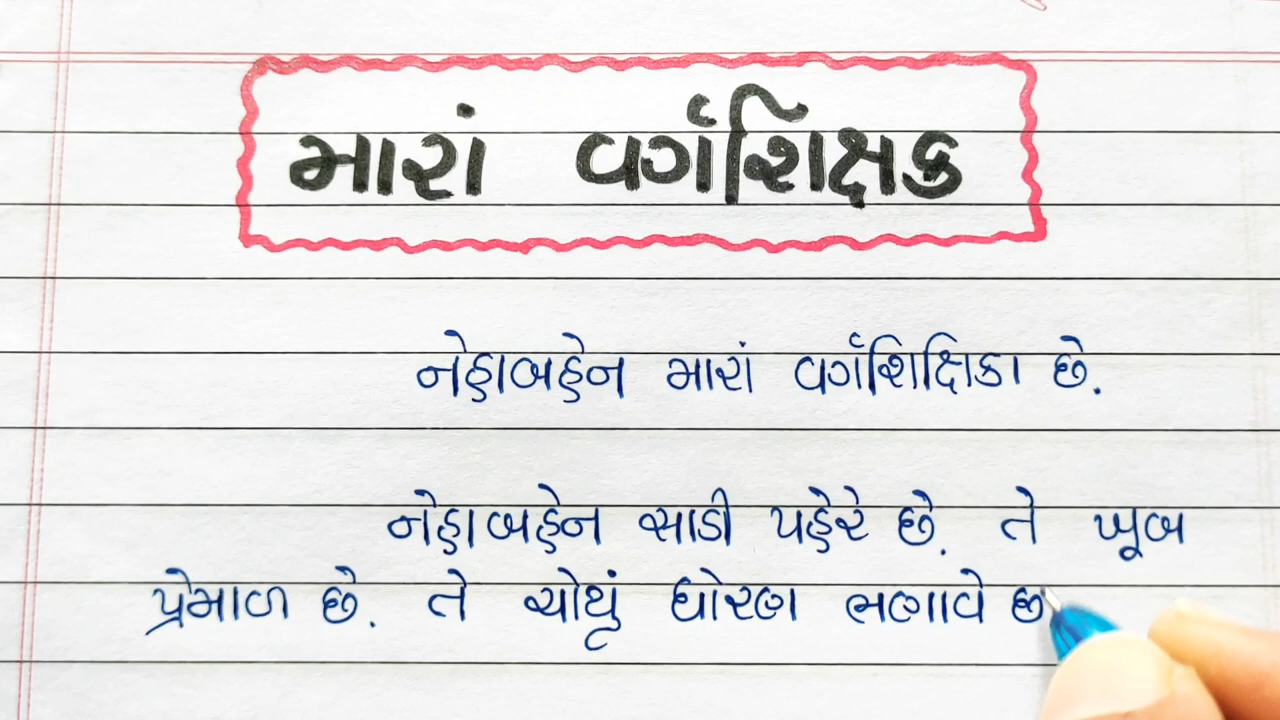 મારાં વર્ગશિક્ષક
નેહાબહેન મારાં વર્ગશિક્ષિકા છે.
નેહાબહેન સાડી પહેરે છે. તે ખૂબ
પ્રેમાળ છે. તે ચોથું ધોરણ ભણાવે છ